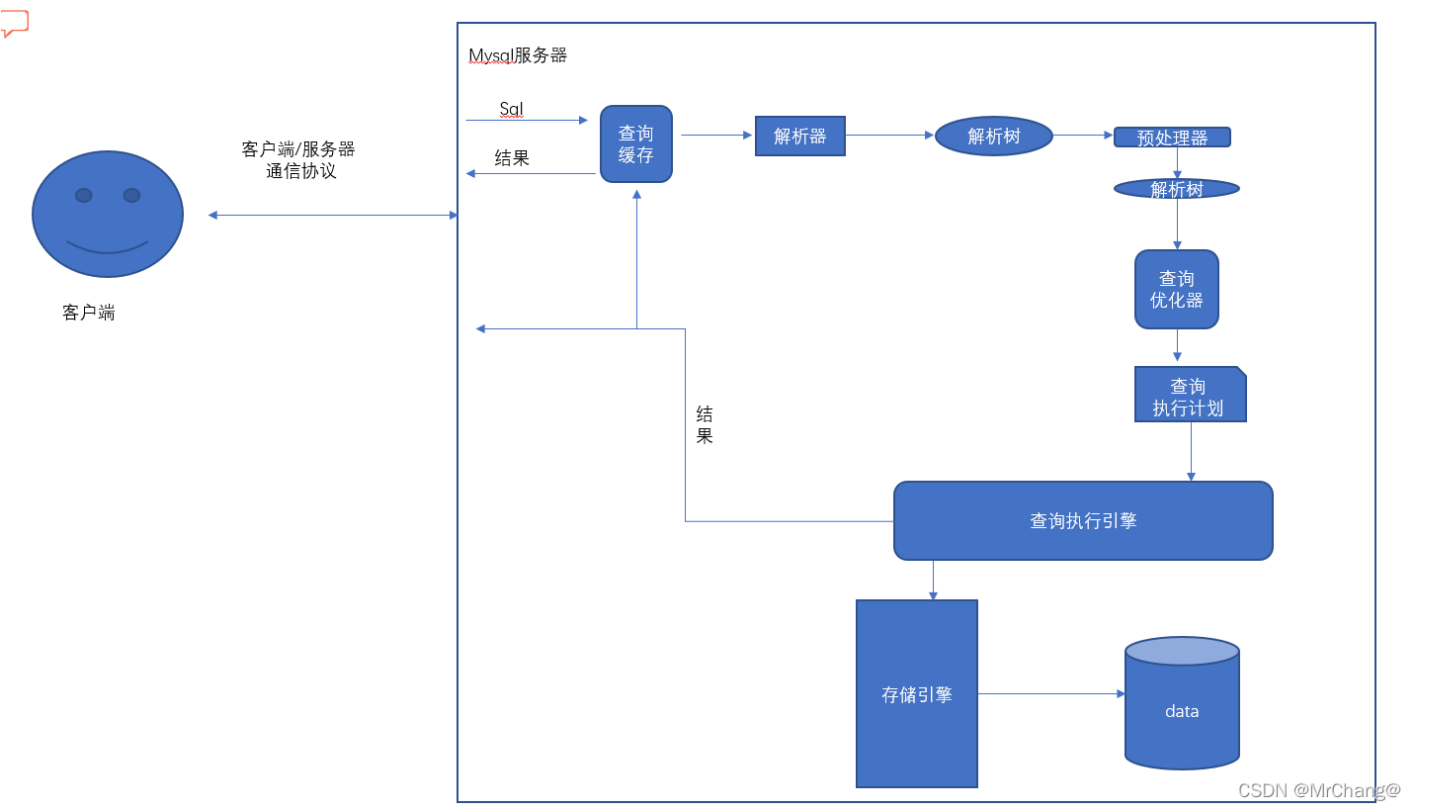 Mysql服务器
Sql
结果
查询
缓存
解析器
解析树
预处理器
解析树
客户端/服务器
通信协议
客户端
查询
优化器
查询
执行计划
结
果
查询执行引擎
存储引擎
data
CSDN @MrChang@